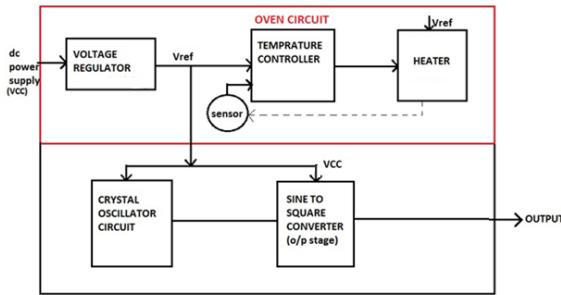 OVEN CIRCUIT
Vref
dc
power
supply
(VCC)
VOLTAGE
REGULATOR
Vref
TEMPRATURE
CONTROLLER
HEATER
sensor
VCC
CRYSTAL
OSCILLATOR
CIRCUIT
SINE TO
SQUARE
CONVERTER
(o/p stage)
OUTPUT